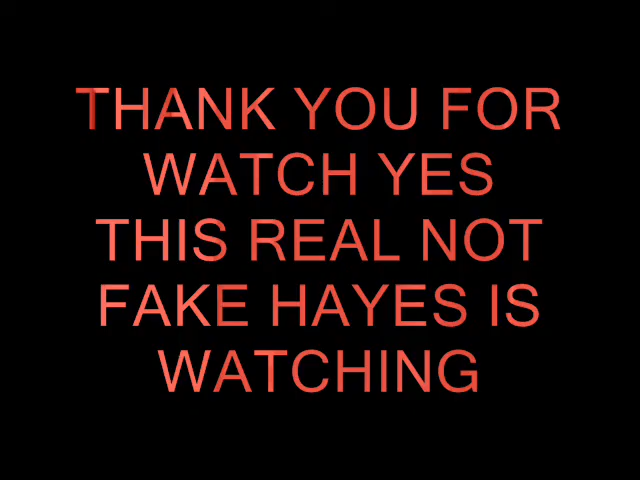 THANK YOU FOR
WATCH YES
THIS REAL NOT
FAKE HAYES IS
WATCHING